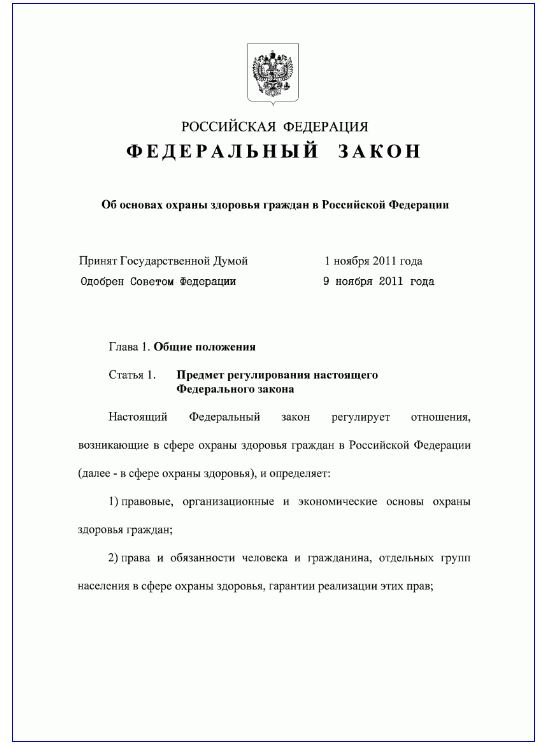 РОССИЙСКАЯ ФЕДЕРАЦИЯ
ФЕДЕРАЛЬНЫЙ ЗАКОН
Об основах охраны здоровья граждан в Российской Федерации
Принят Государственной Думой 1 ноября 2011 года
Одобрен Советом Федерации 9 ноября 2011 года
Глава 1. Общие положения
Статья 1. Предмет регулирования настоящего
Федерального закона
Настоящий Федеральный закон регулирует отношения,
возникающие в сфере охраны здоровья граждан в Российской Федерации
(далее - в сфере охраны здоровья), и определяет:
1) правовые, организационные и экономические основы охраны
здоровья граждан;
2) права и обязанности человека и гражданина, отдельных групп
населения в сфере охраны здоровья, гарантии реализации этих прав;